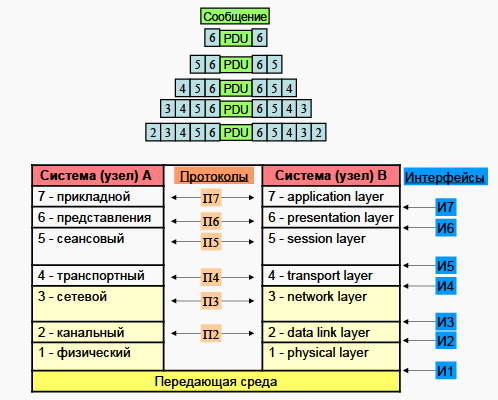 Сообщение
6 PDU 6
5 6 PDU 6 5
4 5 6 PDU 6 5 4
3 4 5 6 PDU 6 5 4 3
2 3 4 5 6 PDU 6 5 4 3 2
Система (узел) А Протоколы Система (узел) В Интерфейсы
7 - прикладной П7 7 - application layer
И7
6 - представления П6 6 - presentation layer
И6
5 - сеансовый П5 5 - session layer
И5
4 - транспортный П4 4 - transport layer
И4
3 - сетевой П3 3 - network layer
И3
2 - канальный П2 2 - data link layer
И2
1 - физический 1 - physical layer
И1
Передающая среда